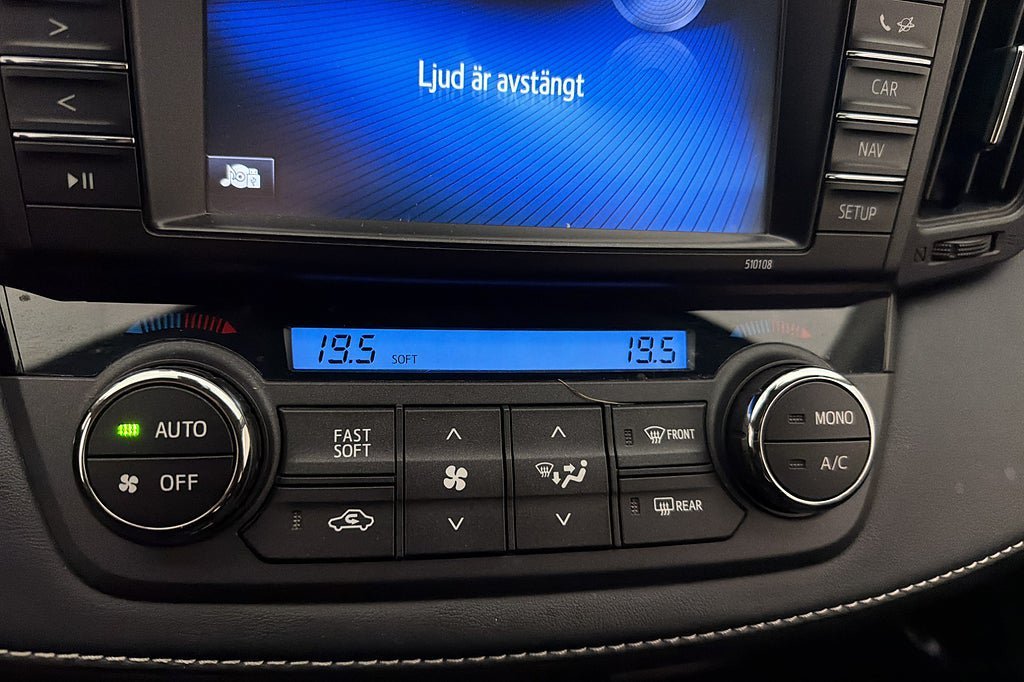 Ljud är avstängt
CAR
NAV
SETUP
510108
19.5 SOFT 19.5
AUTO
OFF
FAST
SOFT
FRONT
REAR
MONO
A/C